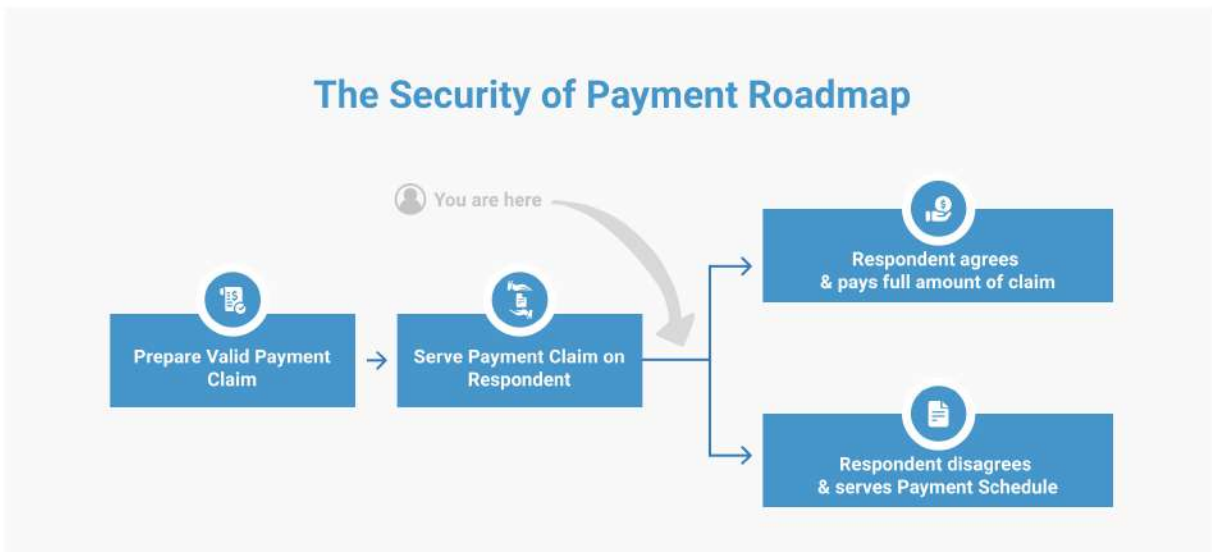 The Security of Payment Roadmap
You are here
Prepare Valid Payment
Claim
Serve Payment Claim on
Respondent
Respondent agrees
& pays full amount of claim
Respondent disagrees
& serves Payment Schedule